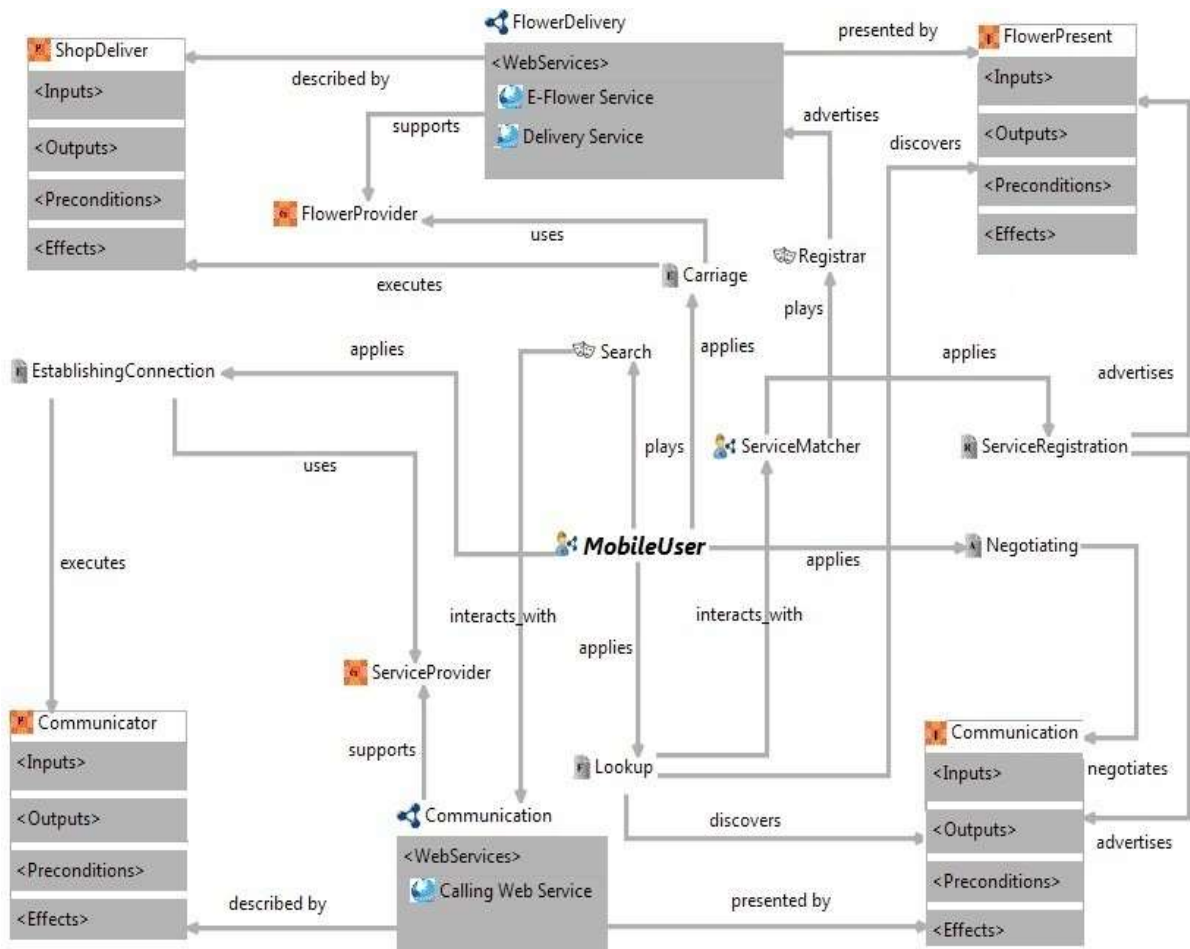 FlowerDelivery
ShopDeliver
presented by
FlowerPresent
described by
<WebServices>
<Inputs>
<Inputs>
E-Flower Service
supports
advertises
<Outputs>
Delivery Service
<Outputs>
discovers
<Preconditions>
<Preconditions>
FlowerProvider
uses
<Effects>
<Effects>
Registrar
Carriage
executes
plays
applies
Search
applies
applies
EstablishingConnection
advertises
ServiceMatcher
ServiceRegistration
uses
plays
MobileUser
Negotiating
executes
applies
interacts_with
interacts_with
applies
ServiceProvider
Communicator
Communication
supports
<Inputs>
Lookup
<Inputs>
negotiates
Communication
<Outputs>
discovers
<Outputs>
advertises
<WebServices>
<Preconditions>
<Preconditions>
Calling Web Service
described by
presented by
<Effects>
<Effects>